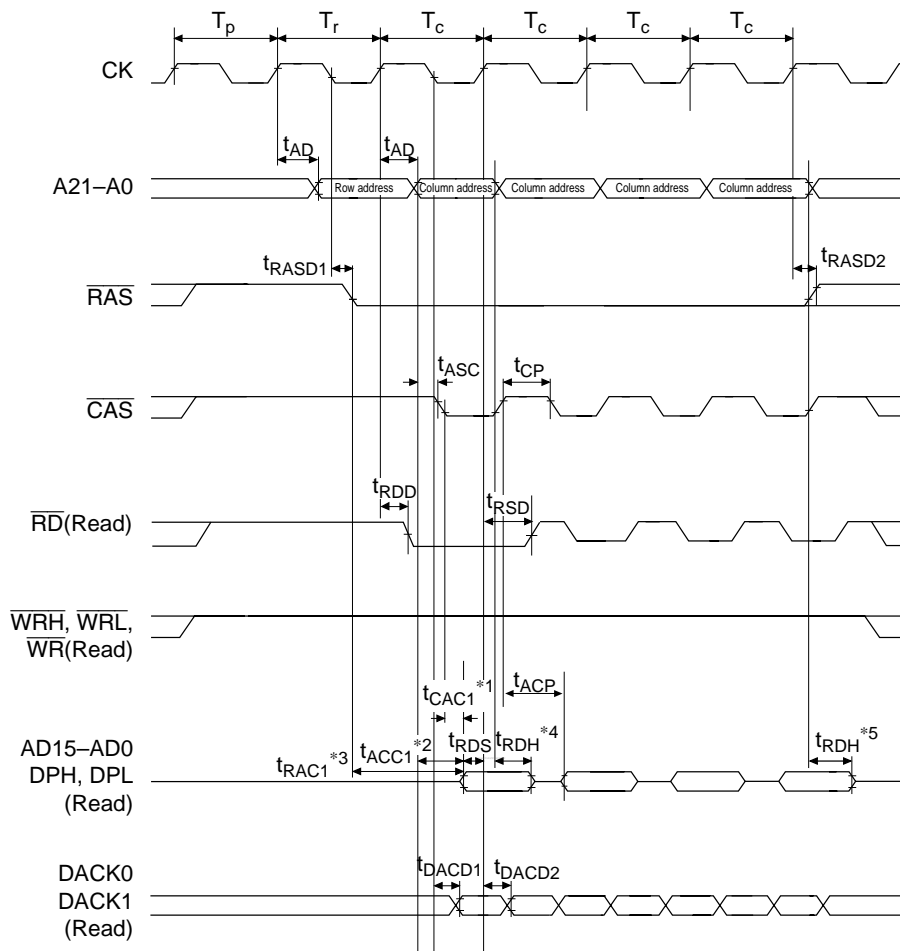 Tp Tr Tc Tc Tc Tc
CK
tAD tAD
A21–A0 Row address Column address Column address Column address Column address
tRASD1 tRASD2
RAS
tASC tCP
CAS
tRDD tRSD
RD(Read)
WRH, WRL,
WR(Read)
tCAC1*1 tACP
AD15–AD0
DPH, DPL
(Read)
tRAC1*3 tACC1*2 tRDS tRDH*4 tRDH*5
DACK0
DACK1
(Read)
tDACD1 tDACD2